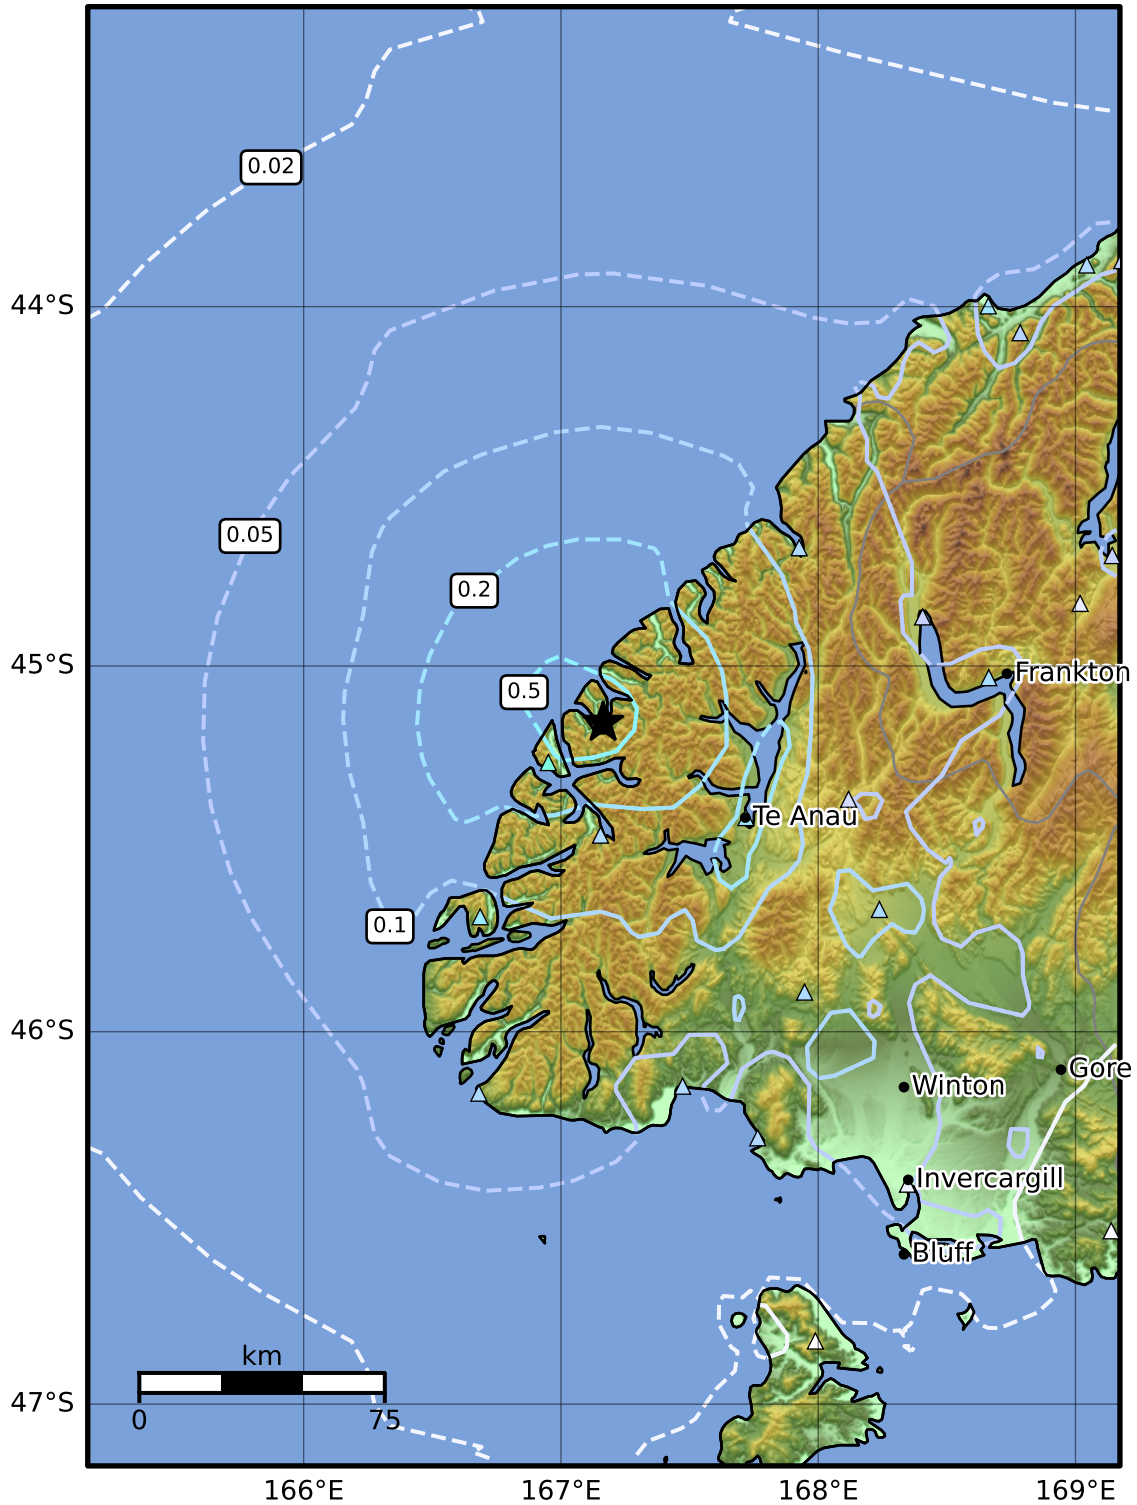 0.02
44°S
0.05
0.2
45°S
0.5
Frankton
Te Anau
0.1
46°S
Gore
Winton
Invercargill
Bluff
km
0 75
47°S
166°E 167°E 168°E 169°E